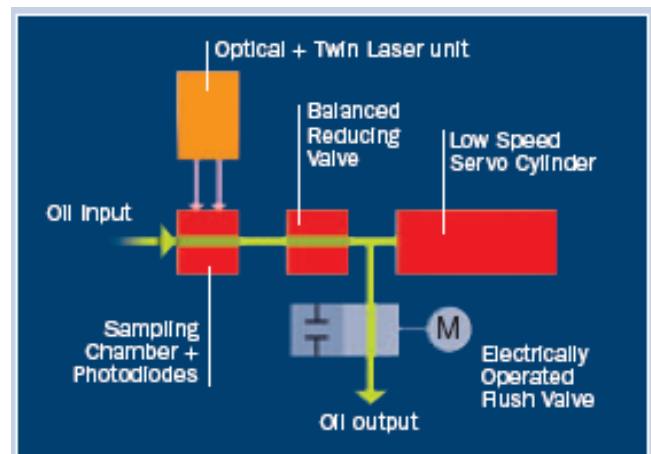 Optical + Twin Laser unit
Balanced
Reducing
Valve
Low Speed
Servo Cylinder
Oil Input
Sampling
Chamber +
Photodiodes
M
Electrically
Operated
Flush Valve
Oil output